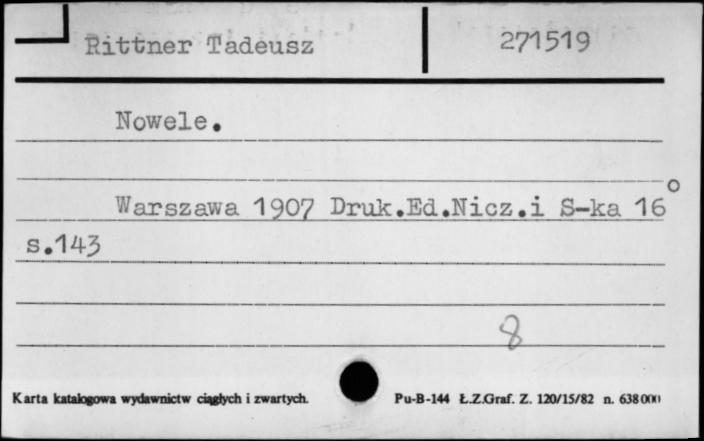 Rittner Tadeusz 271519
Nowele.
Warszawa 1907 Druk.Ed.Nicz.i S-ka 16°
s.143
8
Karta katalogowa wydawnictw ciągłych i zwartych. Pu-B-144 Ł.Z.Graf. Z. 120/15/82 n. 638000